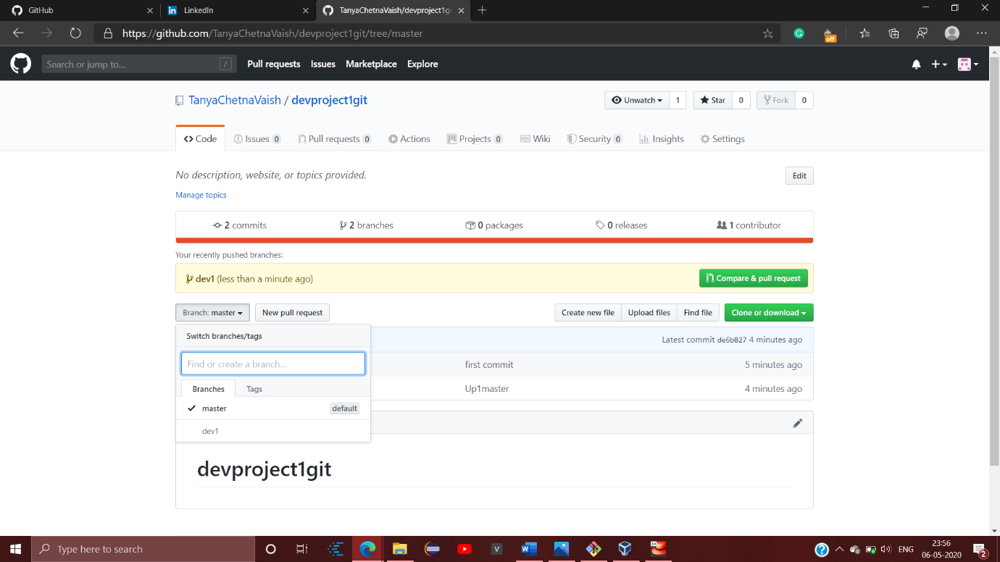 GitHub
LinkedIn
TanyaChetnaVaish/devproject1gi
https://github.com/TanyaChetnaVaish/devproject1git/tree/master
off
Search or jump to...
/
Pull requests
Issues
Marketplace
Explore
TanyaChetnaVaish / devproject1git
Unwatch 1
Star 0
Fork 0
Code
Issues 0
Pull requests 0
Actions
Projects 0
Wiki
Security 0
Insights
Settings
No description, website, or topics provided.
Edit
Manage topics
2 commits
2 branches
0 packages
0 releases
1 contributor
Your recently pushed branches:
dev1 (less than a minute ago)
Compare & pull request
Branch: master
New pull request
Create new file
Upload files
Find file
Clone or download
Switch branches/tags
Latest commit de6b827 4 minutes ago
Find or create a branch...
first commit
5 minutes ago
Branches
Tags
Up1master
4 minutes ago
master
default
dev1
devproject1git
Type here to search
ENG
23:56
06-05-2020
2